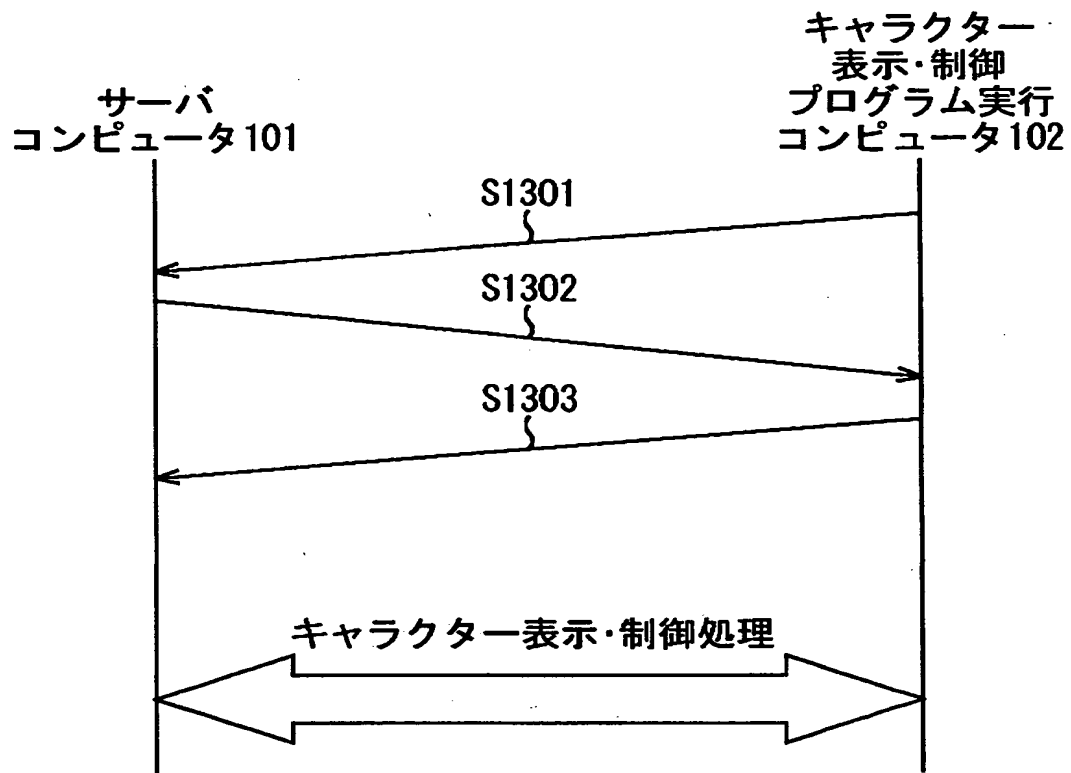 サーバ
コンピュータ101
キャラクター
表示・制御
プログラム実行
コンピュータ102
S1301
S1302
S1303
キャラクター表示・制御処理